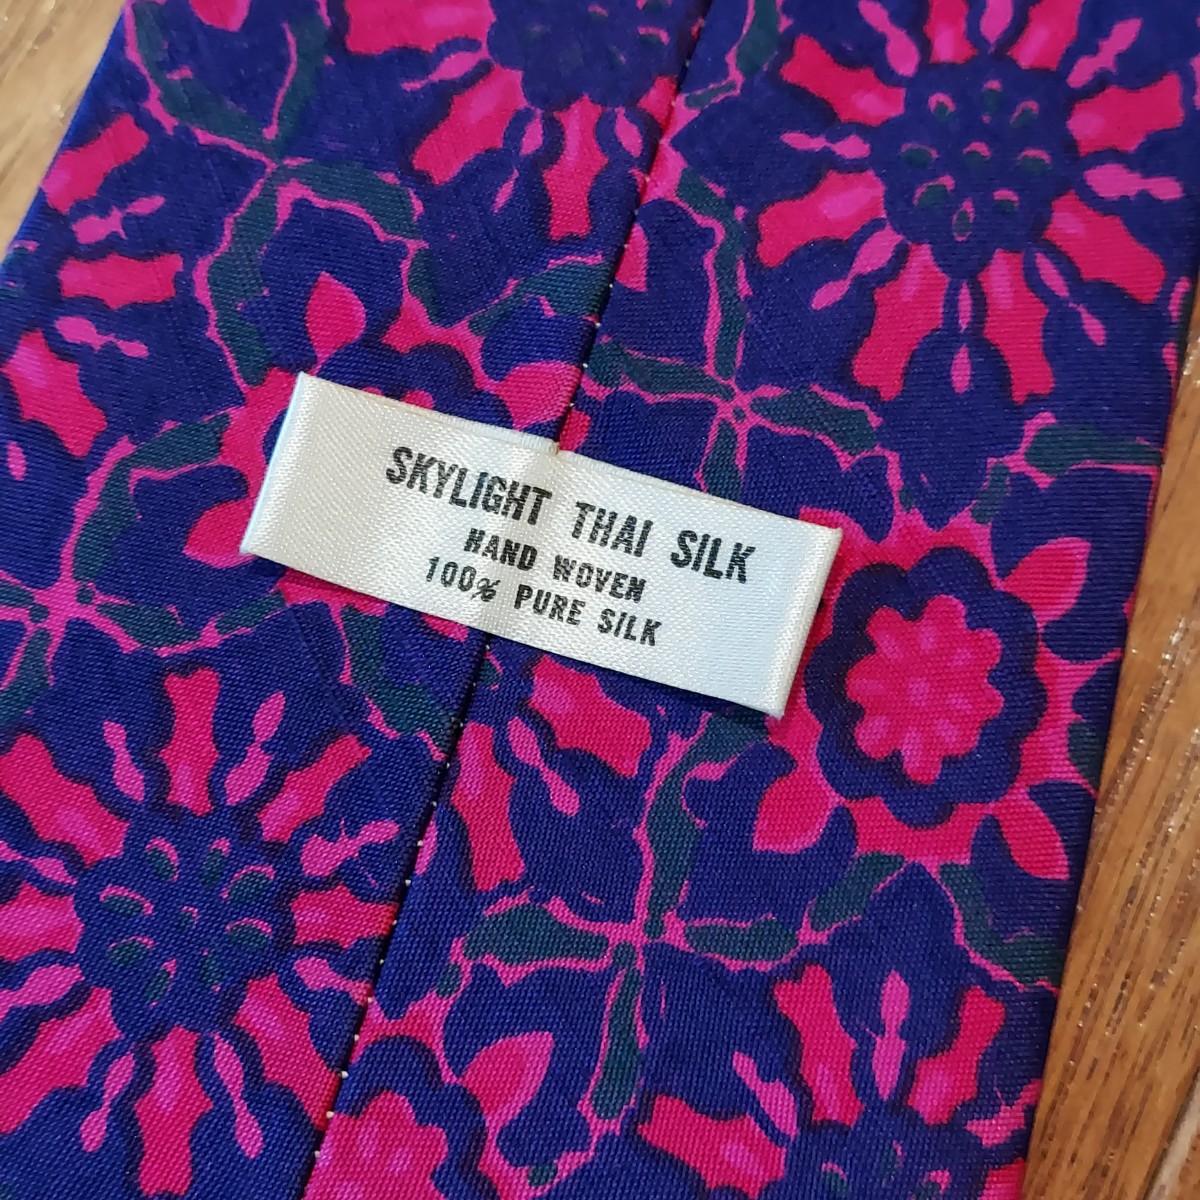 SKYLIGHT THAI SILK
HAND WOVEN
100% PURE SILK